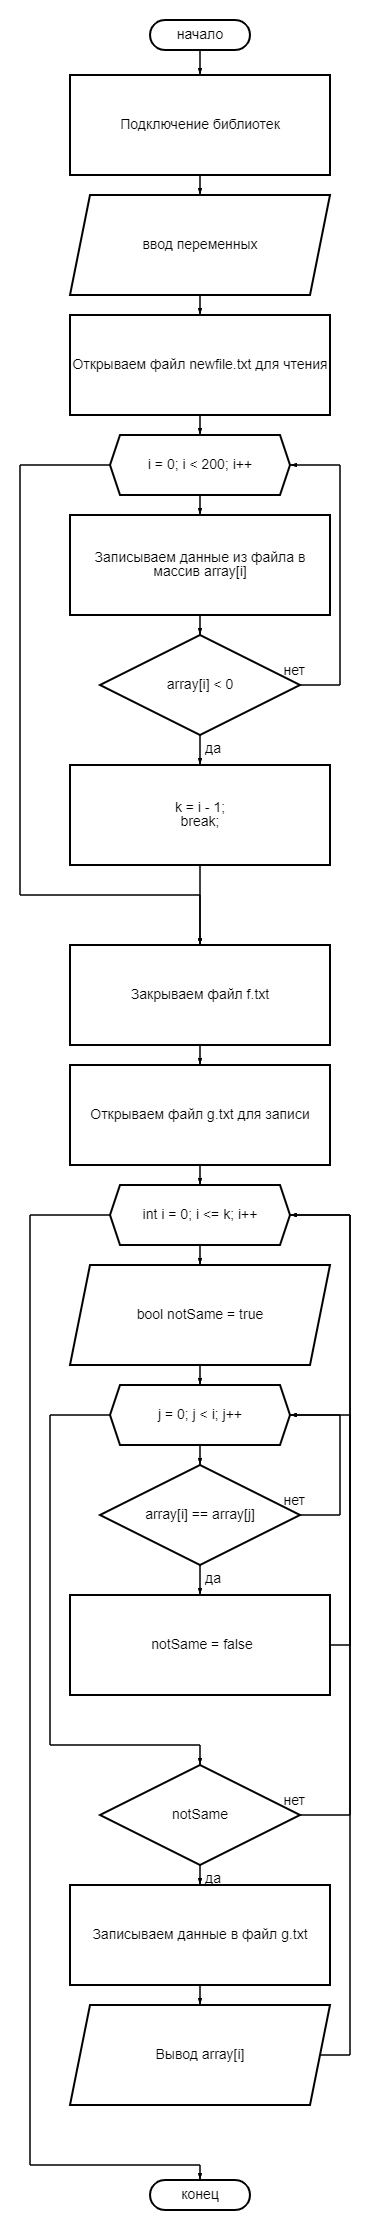 начало
Подключение библиотек
ввод переменных
Открываем файл newfile.txt для чтения
i = 0; i < 200; i++
Записываем данные из файла в
массив array[i]
array[i] < 0
нет
да
k = i - 1;
break;
Закрываем файл f.txt
Открываем файл g.txt для записи
int i = 0; i <= k; i++
bool notSame = true
j = 0; j < i; j++
array[i] == array[j]
нет
да
notSame = false
notSame
нет
да
Записываем данные в файл g.txt
Вывод array[i]
конец